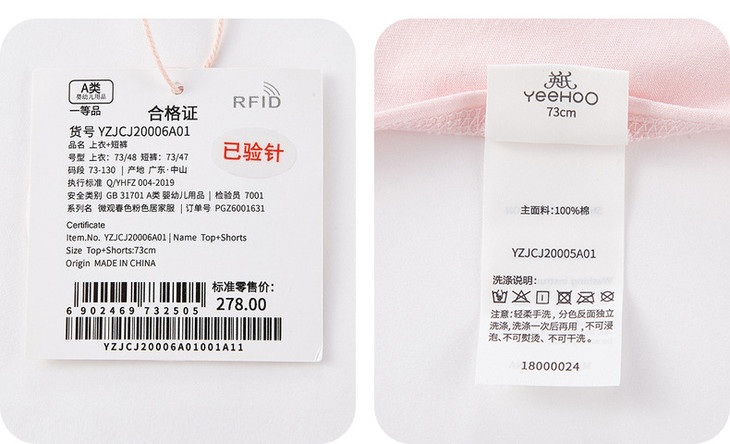 A类
婴幼儿用品
一等品
RFID
合格证
货号 YZJCJ20006A01
已验针
品名 上衣+短裤
号型 上衣：73/48 短裤：73/47
码段 73-130 | 产地 广东·中山
执行标准 Q/YHFZ 004-2019
安全类别 GB 31701 A类 婴幼儿用品 | 检验员 7001
系列名 微观春色粉色居家服 | 订单号 PGZ6001631
Certificate
Item.No. YZJCJ20006A01 | Name Top+Shorts
Size Top+Shorts:73cm
Origin MADE IN CHINA
标准零售价：
278.00
6902469732505
YZJCJ20006A01001A11
英氏
YEEHOO
73cm
主面料：100%棉
YZJCJ20005A01
洗涤说明：
注意：轻柔手洗，分色反面独立
洗涤，洗涤一次后再用，不可浸
泡、不可熨烫、不可干洗。
18000024